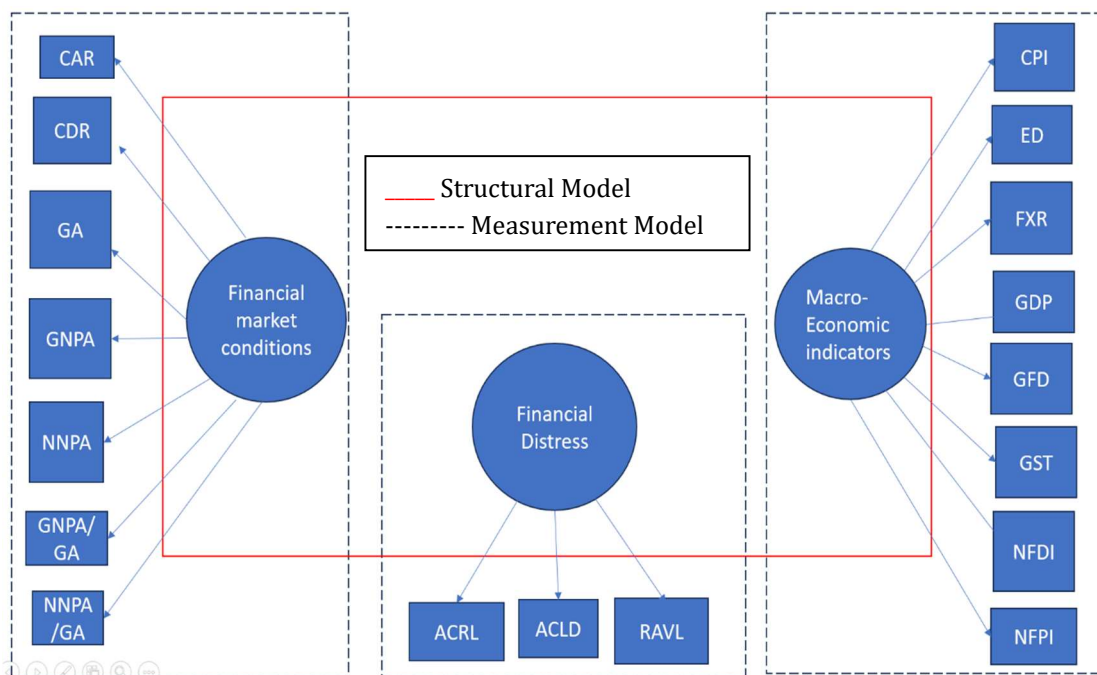 CAR
CDR
GA
GNPA
NNPA
GNPA/
GA
NNPA
/GA
Financial
market
conditions
_____ Structural Model
--------- Measurement Model
Financial
Distress
ACRL
ACLD
RAVL
Macro-
Economic
indicators
CPI
ED
FXR
GDP
GFD
GST
NFDI
NFPI